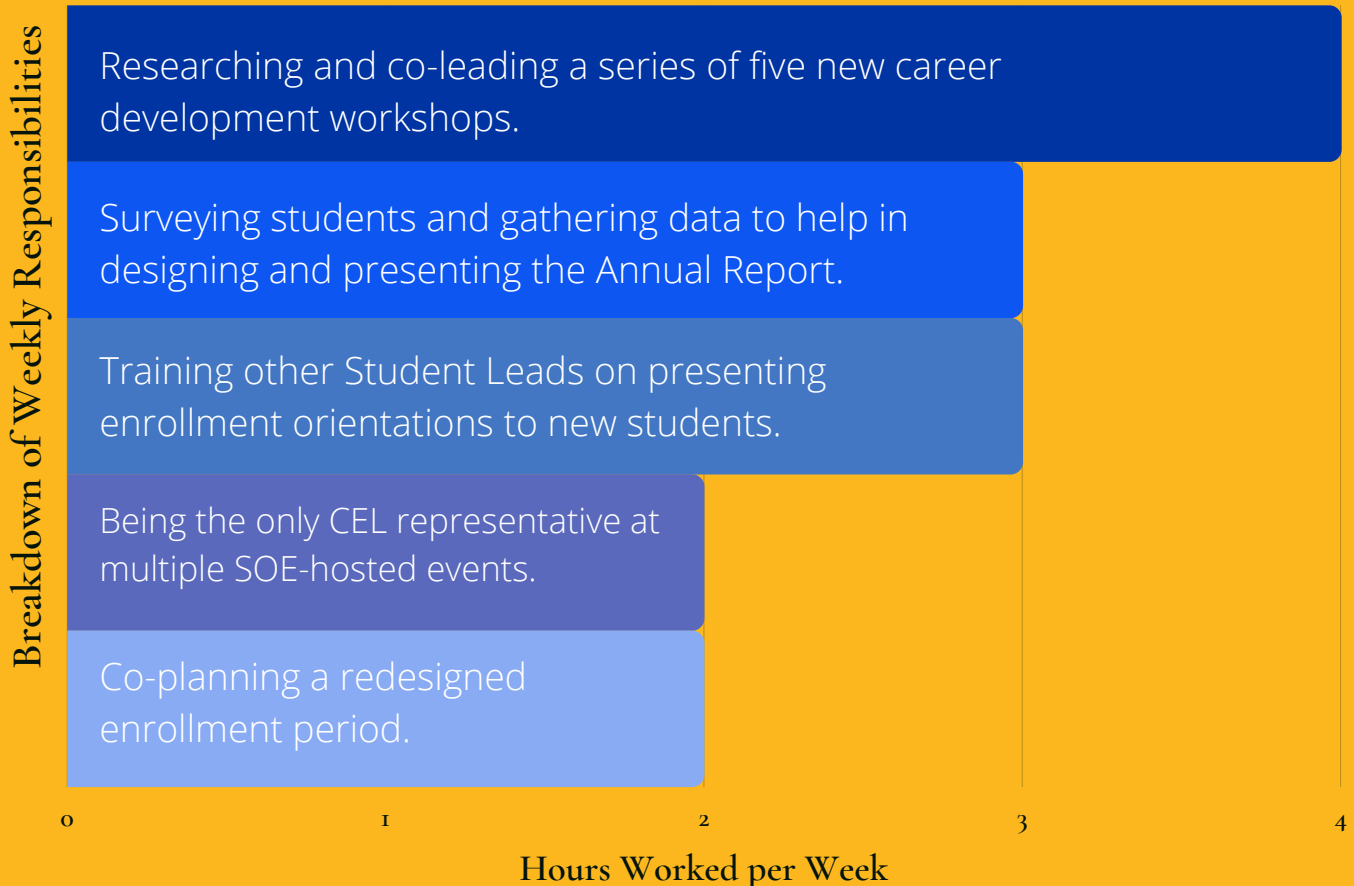 Breakdown of Weekly Responsibilities
Researching and co-leading a series of five new career
development workshops.
Surveying students and gathering data to help in
designing and presenting the Annual Report.
Training other Student Leads on presenting
enrollment orientations to new students.
Being the only CEL representative at
multiple SOE-hosted events.
Co-planning a redesigned
enrollment period.
0 1 2 3 4
Hours Worked per Week